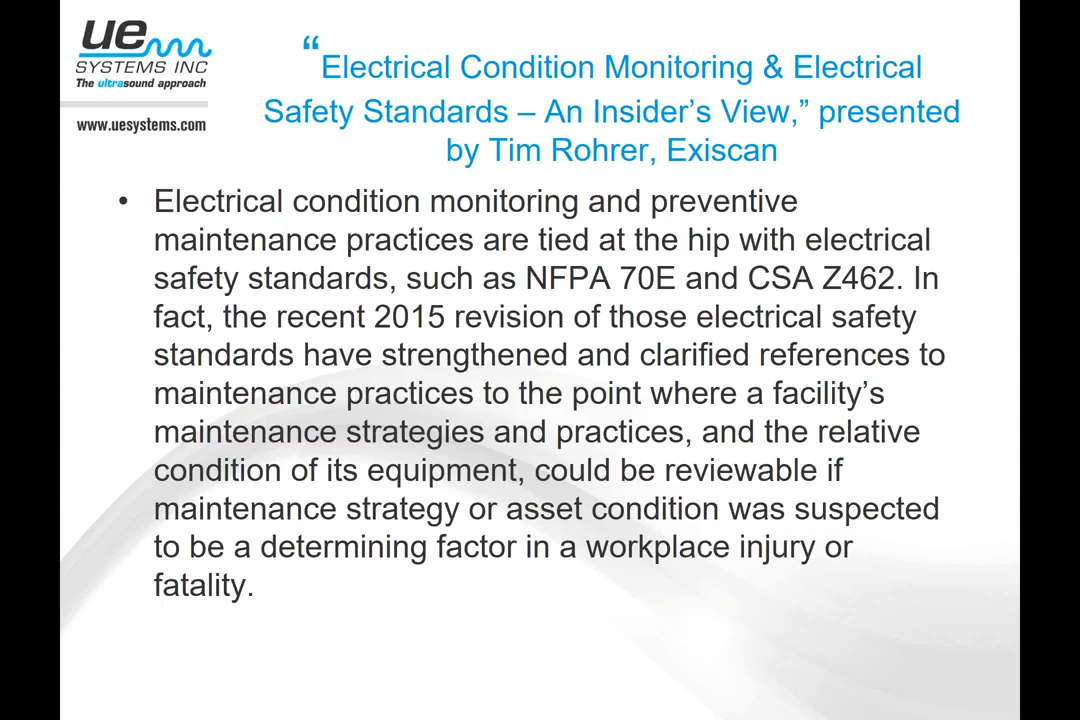 ue
SYSTEMS INC
The ultrasound approach
www.uesystems.com
“Electrical Condition Monitoring & Electrical
Safety Standards – An Insider’s View,” presented
by Tim Rohrer, Exiscan
• Electrical condition monitoring and preventive
maintenance practices are tied at the hip with electrical
safety standards, such as NFPA 70E and CSA Z462. In
fact, the recent 2015 revision of those electrical safety
standards have strengthened and clarified references to
maintenance practices to the point where a facility’s
maintenance strategies and practices, and the relative
condition of its equipment, could be reviewable if
maintenance strategy or asset condition was suspected
to be a determining factor in a workplace injury or
fatality.